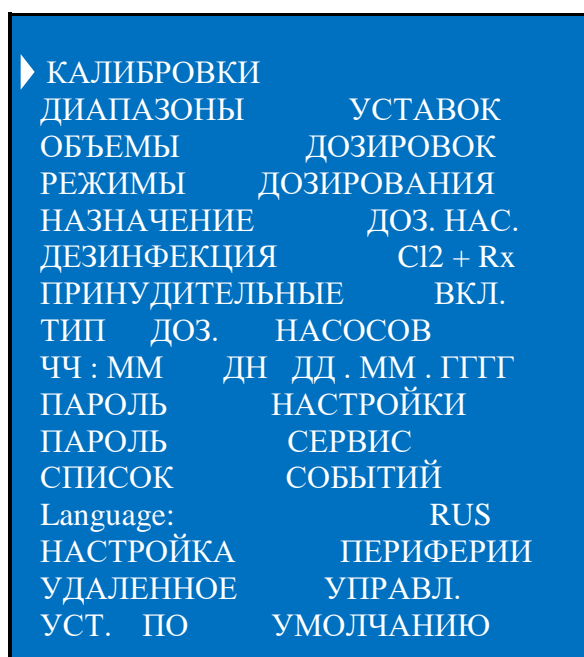 КАЛИБРОВКИ
ДИАПАЗОНЫ УСТАВОК
ОБЪЕМЫ ДОЗИРОВОК
РЕЖИМЫ ДОЗИРОВАНИЯ
НАЗНАЧЕНИЕ ДОЗ. НАС.
ДЕЗИНФЕКЦИЯ Cl2 + Rx
ПРИНУДИТЕЛЬНЫЕ ВКЛ.
ТИП ДОЗ. НАСОСОВ
ЧЧ : ММ ДН ДД . ММ . ГГГГ
ПАРОЛЬ НАСТРОЙКИ
ПАРОЛЬ СЕРВИС
СПИСОК СОБЫТИЙ
Language: RUS
НАСТРОЙКА ПЕРИФЕРИИ
УДАЛЕННОЕ УПРАВЛ.
УСТ. ПО УМОЛЧАНИЮ